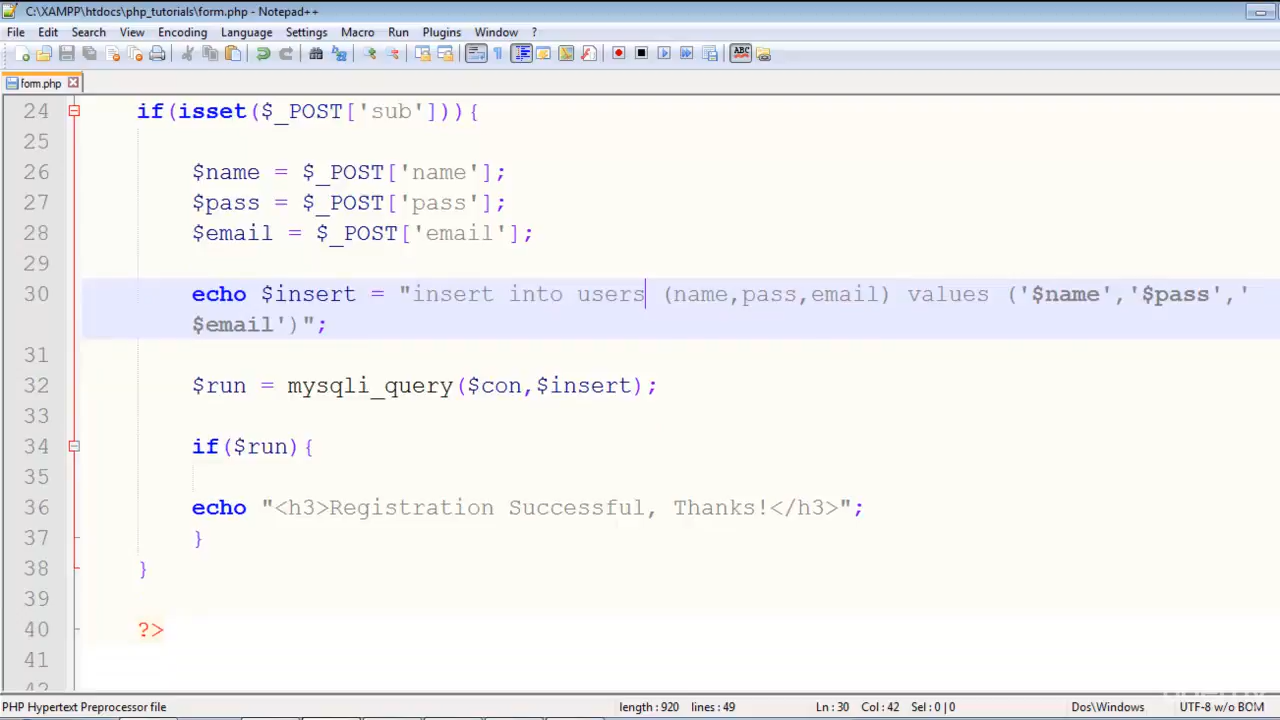 C:\XAMPP\htdocs\php_tutorials\form.php - Notepad++
File Edit Search View Encoding Language Settings Macro Run Plugins Window ?
ABC
form.php
24 if(isset($_POST['sub'])){
25
26 $name = $_POST['name'];
27 $pass = $_POST['pass'];
28 $email = $_POST['email'];
29
30 echo $insert = "insert into users (name,pass,email) values ('$name','$pass','
$email')";
31
32 $run = mysqli_query($con,$insert);
33
34 if($run){
35
36 echo "<h3>Registration Successful, Thanks!</h3>";
37 }
38 }
39
40 ?>
41
PHP Hypertext Preprocessor file length : 920 lines : 49 Ln : 30 Col : 42 Sel : 0 | 0 Dos\Windows UTF-8 w/o BOM